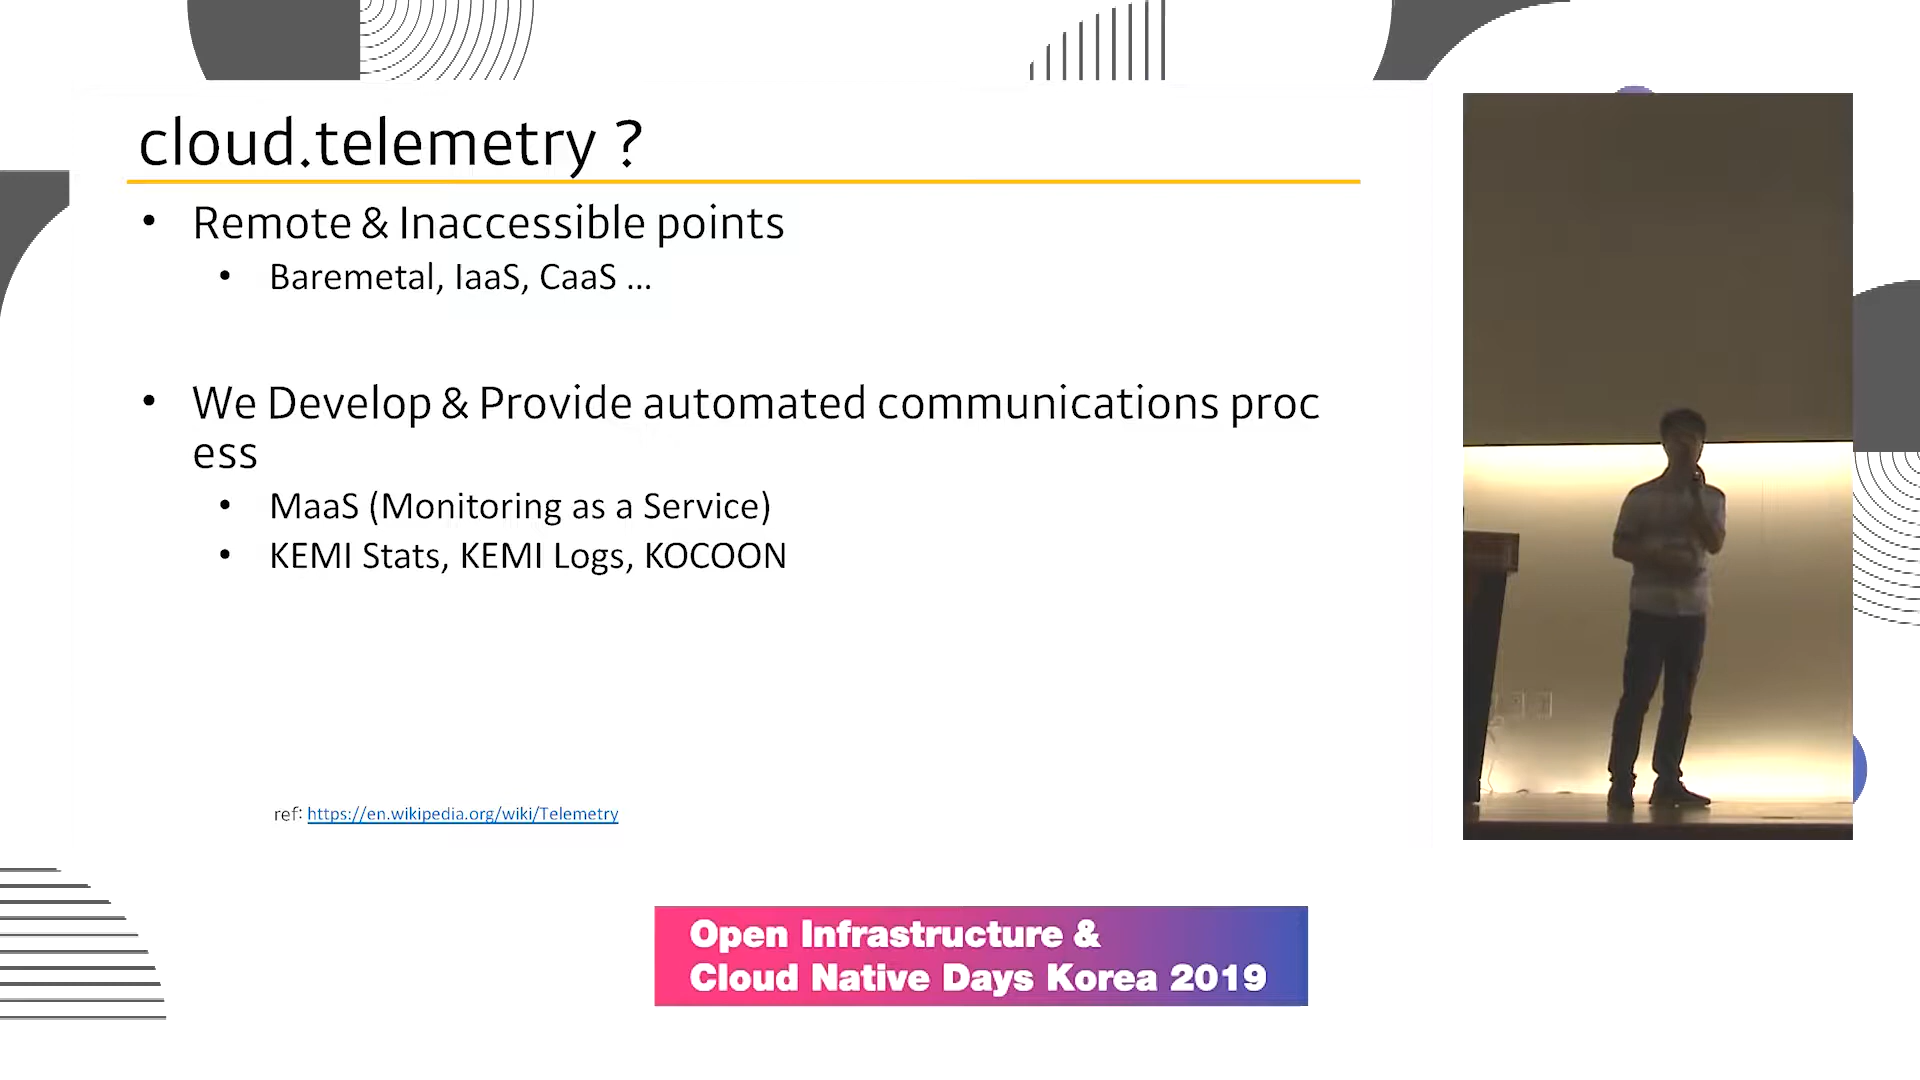 cloud.telemetry ?
• Remote & Inaccessible points
• Baremetal, IaaS, CaaS ...
• We Develop & Provide automated communications proc
ess
• MaaS (Monitoring as a Service)
• KEMI Stats, KEMI Logs, KOCOON
ref: https://en.wikipedia.org/wiki/Telemetry
Open Infrastructure &
Cloud Native Days Korea 2019